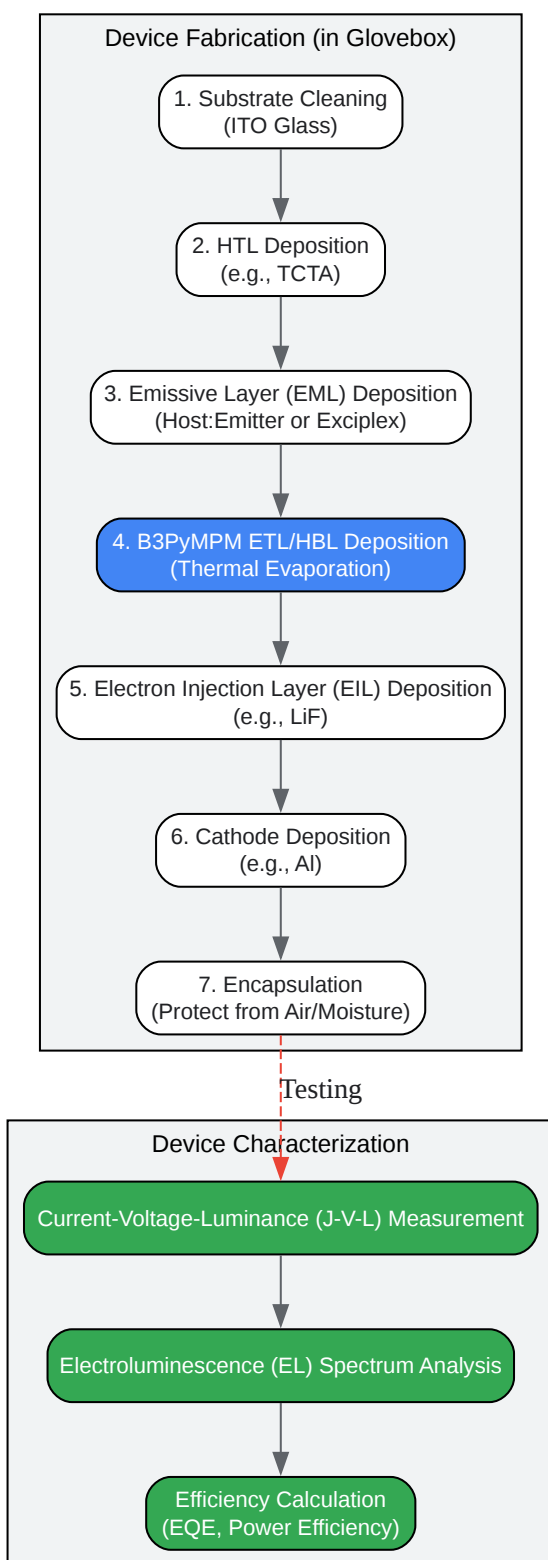 Device Fabrication (in Glovebox)
1. Substrate Cleaning
(ITO Glass)
2. HTL Deposition
(e.g., TCTA)
3. Emissive Layer (EML) Deposition
(Host:Emitter or Exciplex)
4. B3PyMPM ETL/HBL Deposition
(Thermal Evaporation)
5. Electron Injection Layer (EIL) Deposition
(e.g., LiF)
6. Cathode Deposition
(e.g., Al)
7. Encapsulation
(Protect from Air/Moisture)
Testing
Device Characterization
Current-Voltage-Luminance (J-V-L) Measurement
Electroluminescence (EL) Spectrum Analysis
Efficiency Calculation
(EQE, Power Efficiency)